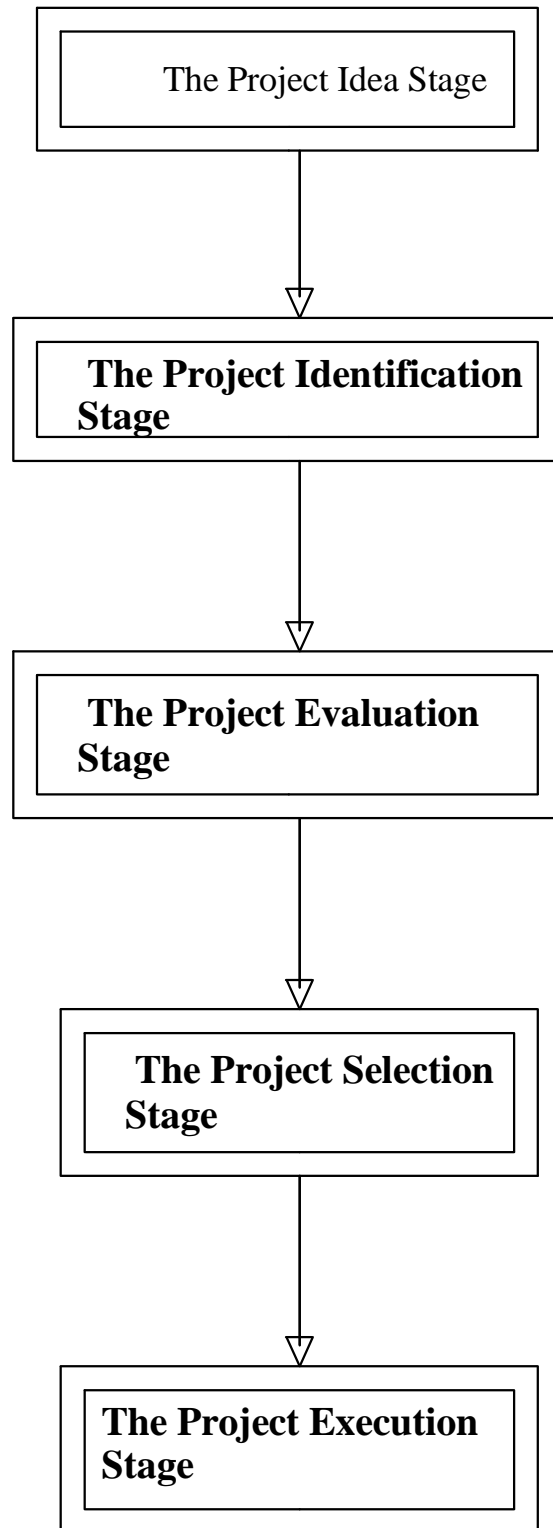 The Project Idea Stage
The Project Identification
Stage
The Project Evaluation
Stage
The Project Selection
Stage
The Project Execution
Stage